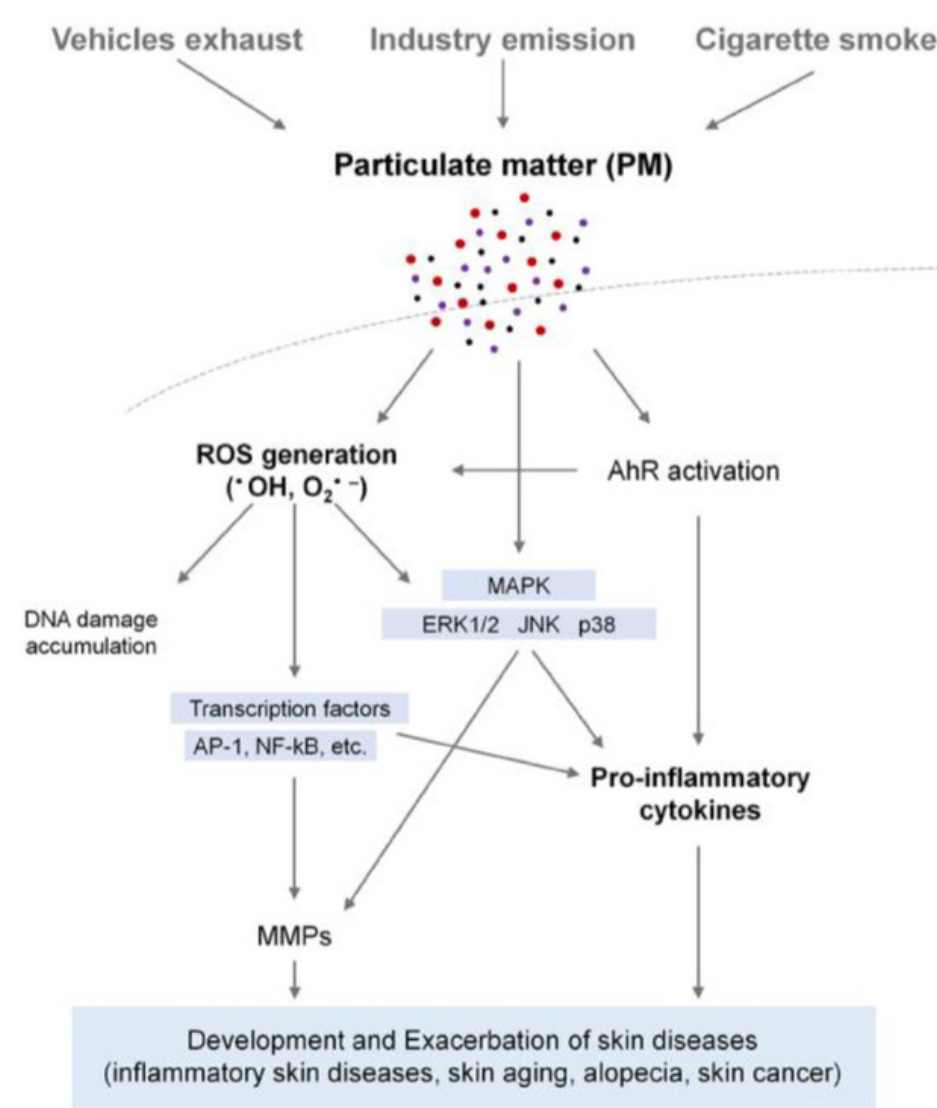 Vehicles exhaust
Industry emission
Cigarette smoke
Particulate matter (PM)
ROS generation
(˙OH, O₂˙⁻)
AhR activation
MAPK
ERK1/2 JNK p38
DNA damage
accumulation
Transcription factors
AP-1, NF-kB, etc.
Pro-inflammatory
cytokines
MMPs
Development and Exacerbation of skin diseases
(inflammatory skin diseases, skin aging, alopecia, skin cancer)